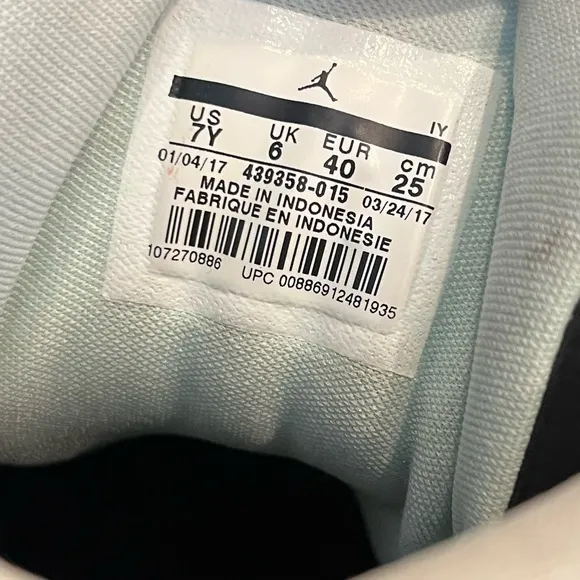 IY
US UK EUR cm
7Y 6 40 25
01/04/17 439358-015 03/24/17
MADE IN INDONESIA
FABRIQUE EN INDONESIE
107270886 UPC 00886912481935